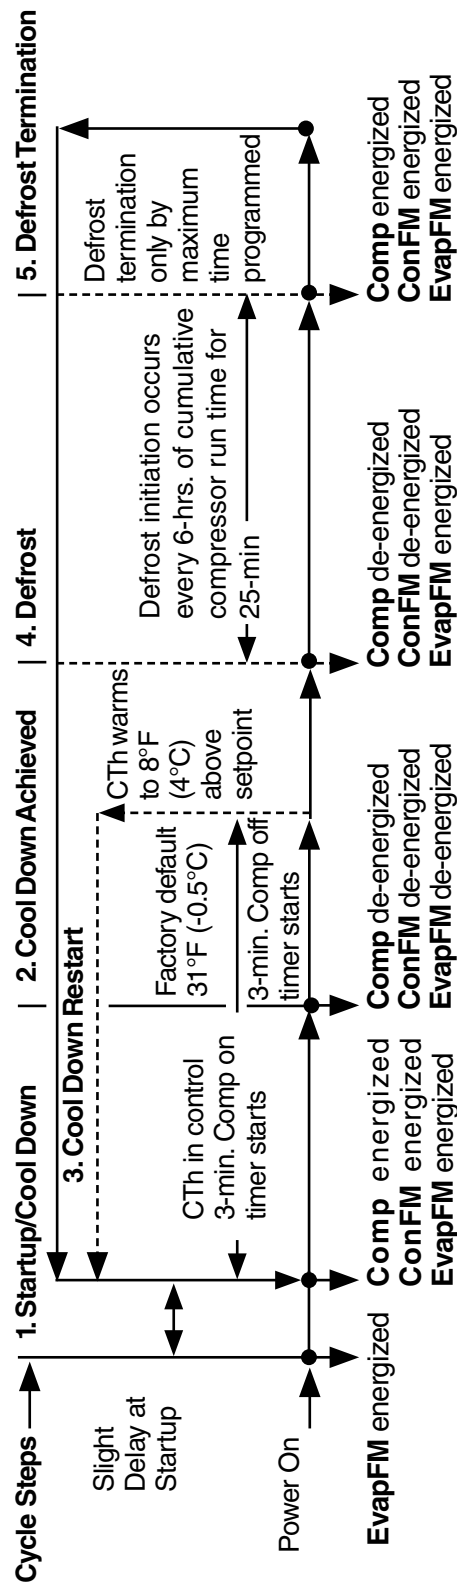 Cycle Steps
1. Startup/Cool Down
2. Cool Down Achieved
4. Defrost
5. Defrost Termination
3. Cool Down Restart
Slight
Delay at
Startup
CTh in control
3-min. Comp on
timer starts
Factory default
31°F (-0.5°C)
3-min. Comp off
timer starts
CTh warms
to 8°F
(4°C)
above
setpoint
Defrost initiation occurs
every 6-hrs. of cumulative
compressor run time for
25-min
Defrost
termination
only by
maximum
time
programmed
Power On
EvapFM energized
Comp energized
ConFM energized
EvapFM energized
Comp de-energized
ConFM de-energized
EvapFM de-energized
Comp de-energized
ConFM de-energized
EvapFM energized
Comp energized
ConFM energized
EvapFM energized